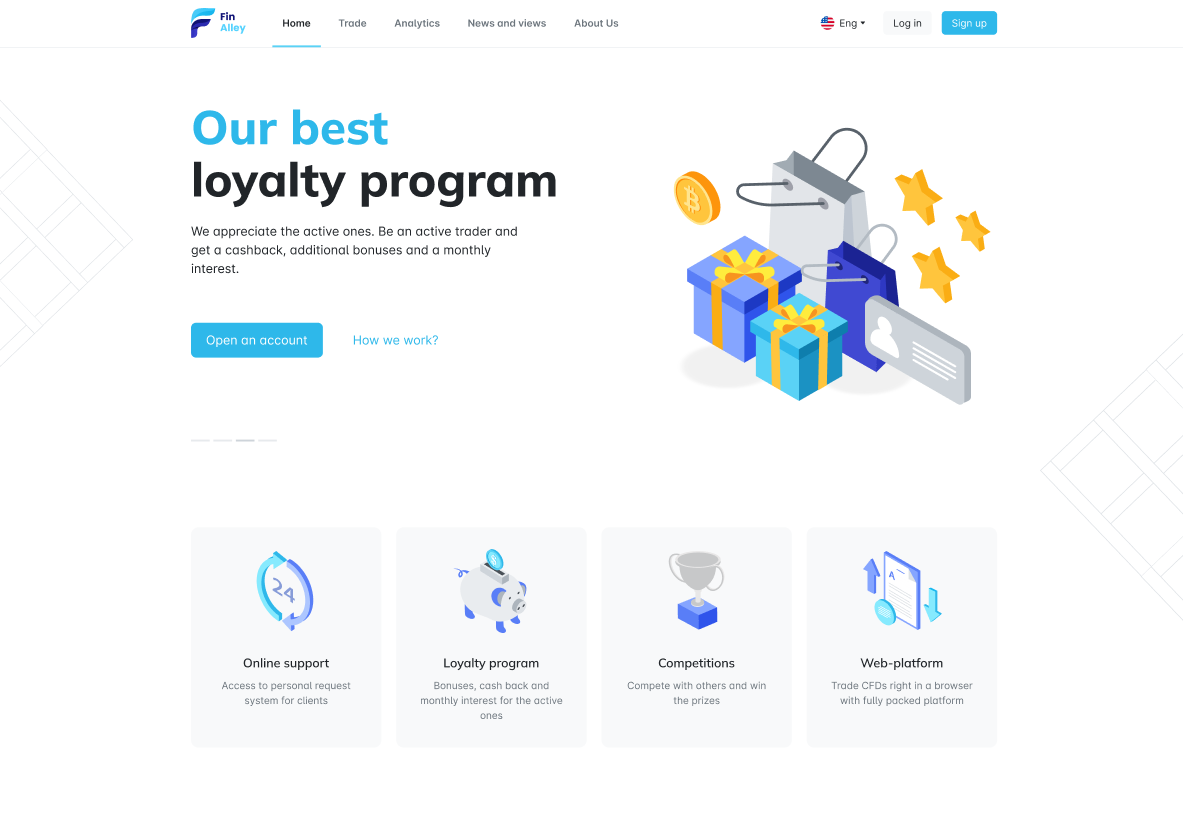 Fin
Alley
Home
Trade
Analytics
News and views
About Us
Eng
Log in
Sign up
Our best
loyalty program
We appreciate the active ones. Be an active trader and
get a cashback, additional bonuses and a monthly
interest.
Open an account
How we work?
24
A
Online support
Access to personal request
system for clients
Loyalty program
Bonuses, cash back and
monthly interest for the active
ones
Competitions
Compete with others and win
the prizes
Web-platform
Trade CFDs right in a browser
with fully packed platform